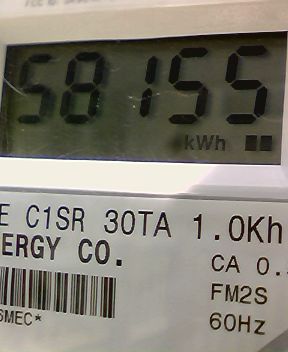 58155
kWh
E C1SR 30TA 1.0Kh
ERGY CO.
CA 0.
FM2S
60Hz
SMEC*